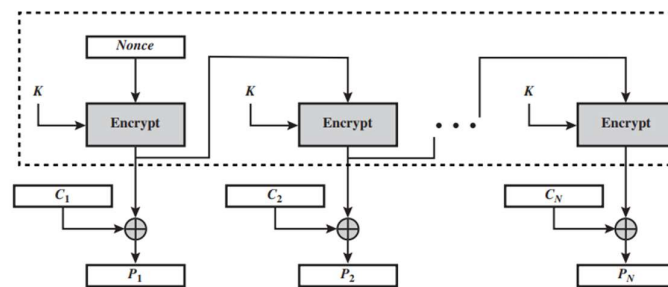 Nonce
K K K
Encrypt Encrypt • • • Encrypt
C1 C2 CN
P1 P2 PN